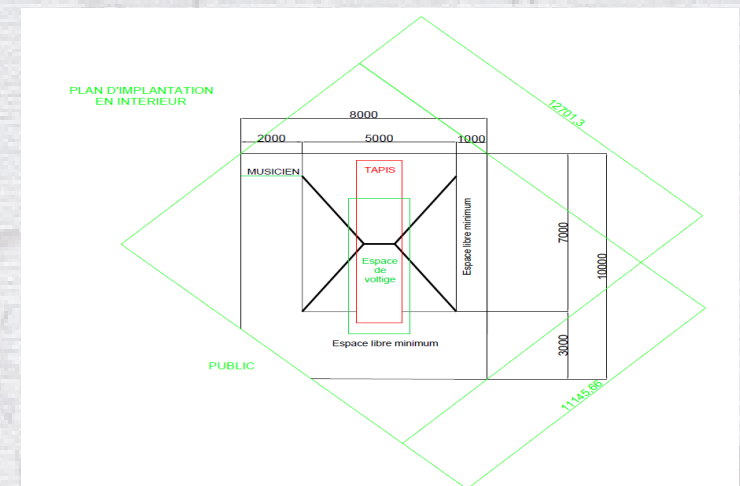 PLAN D'IMPLANTATION
EN INTERIEUR
12701,3
8000
2000
5000
1000
MUSICIEN
TAPIS
Espace libre minimum
7000
10000
Espace
de
voltige
Espace libre minimum
3000
PUBLIC
11145,66